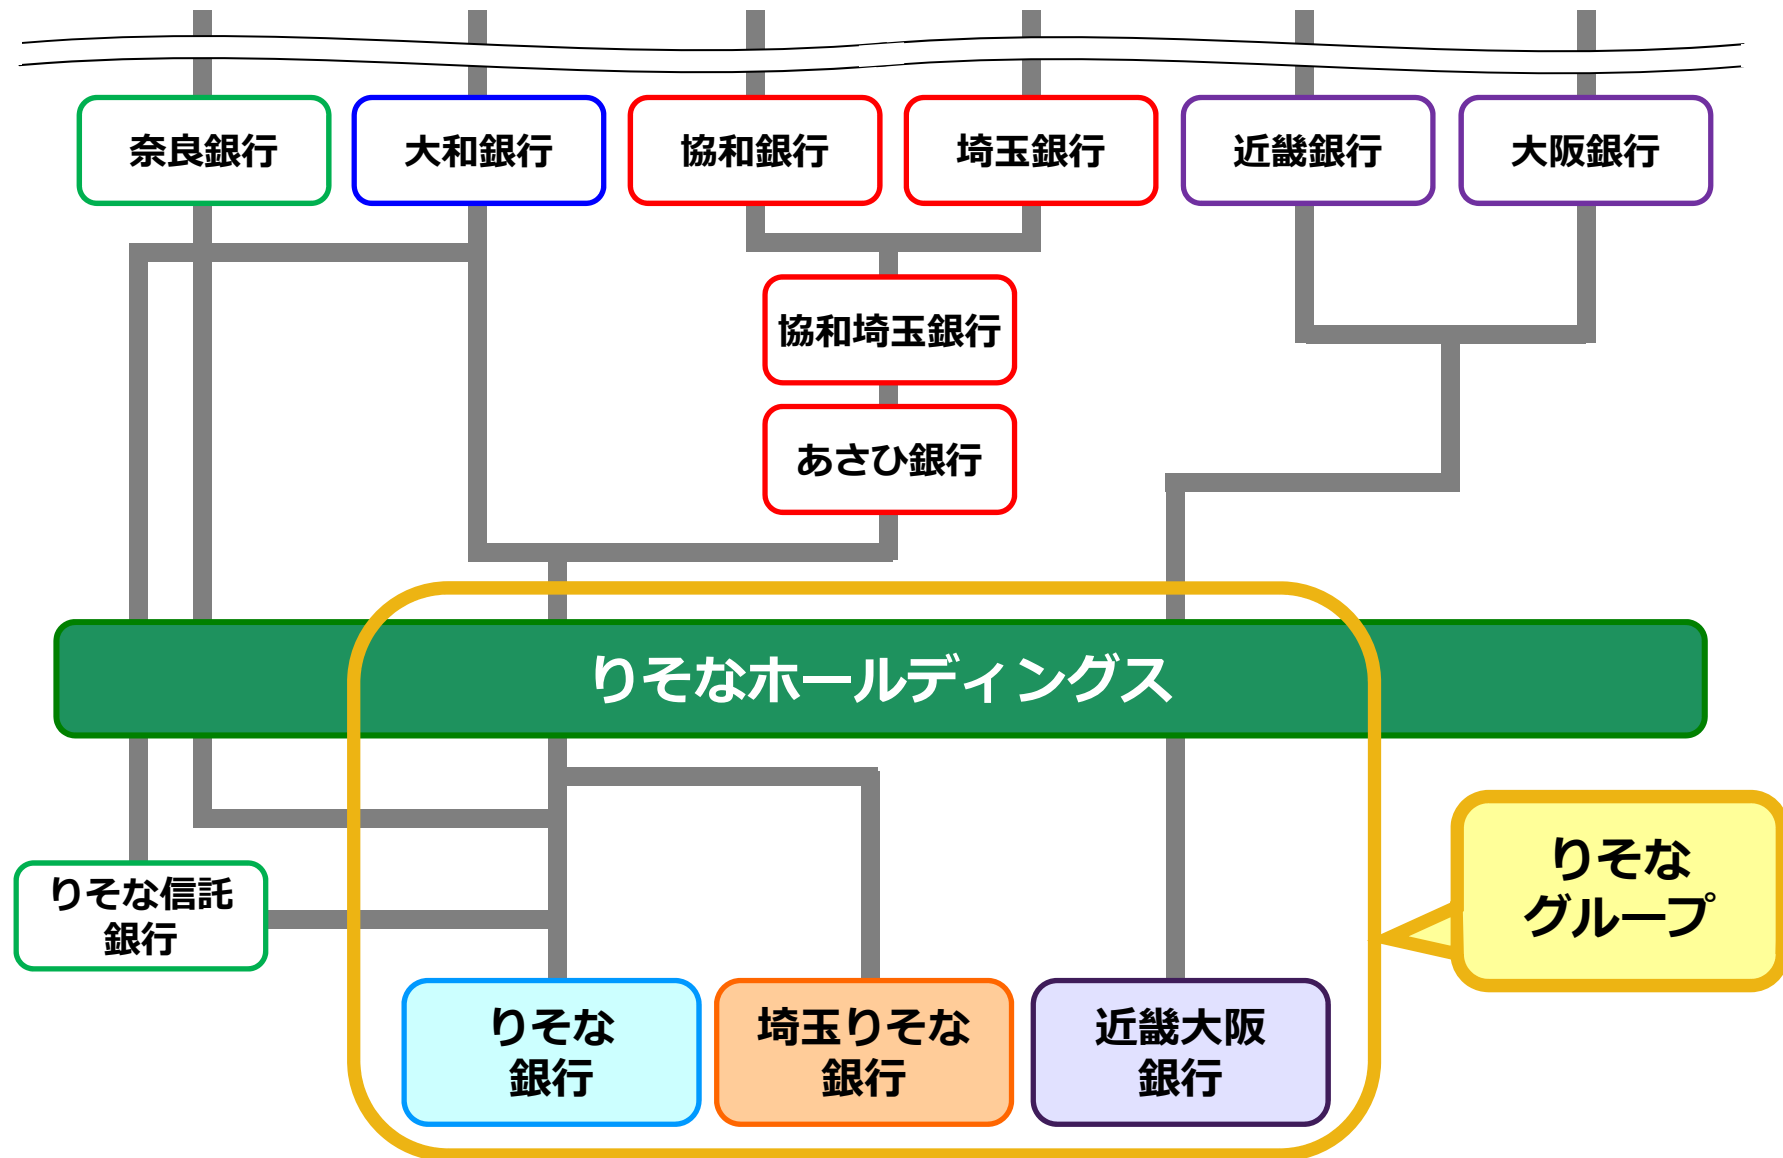 奈良銀行
大和銀行
協和銀行
埼玉銀行
近畿銀行
大阪銀行
協和埼玉銀行
あさひ銀行
りそなホールディングス
りそな
グループ
りそな信託
銀行
りそな
銀行
埼玉りそな
銀行
近畿大阪
銀行